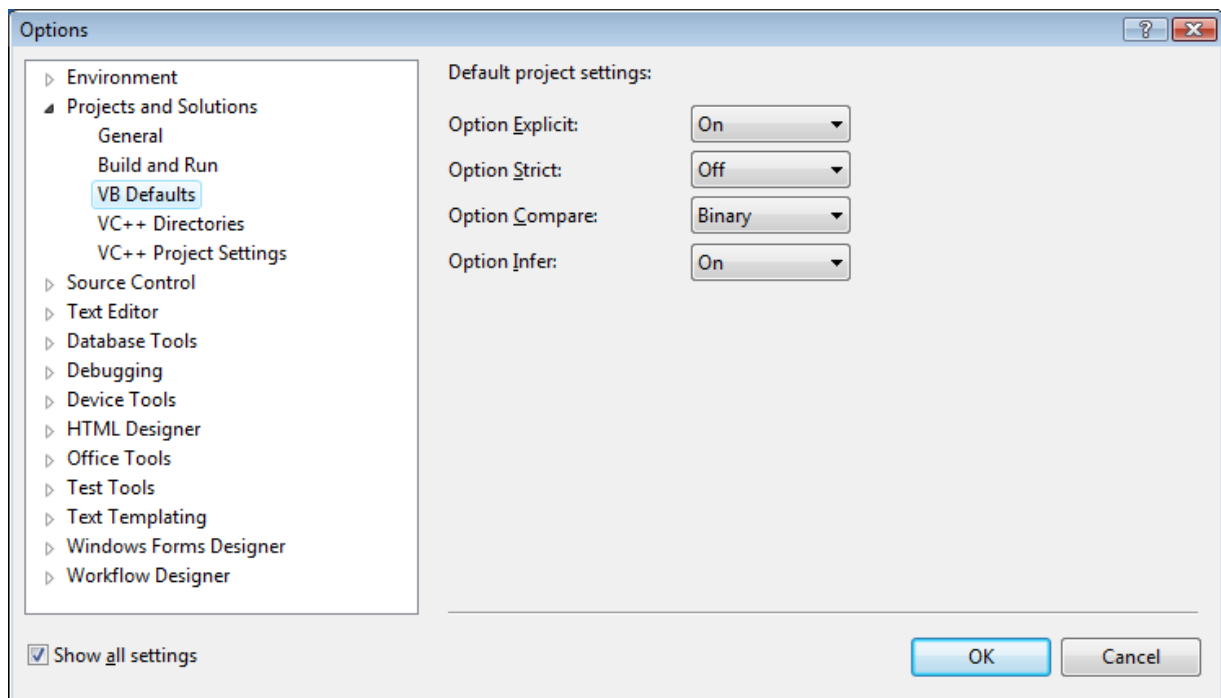 Options
Environment
Projects and Solutions
General
Build and Run
VB Defaults
VC++ Directories
VC++ Project Settings
Source Control
Text Editor
Database Tools
Debugging
Device Tools
HTML Designer
Office Tools
Test Tools
Text Templating
Windows Forms Designer
Workflow Designer
Show all settings
Default project settings:
Option Explicit: On
Option Strict: Off
Option Compare: Binary
Option Infer: On
OK Cancel